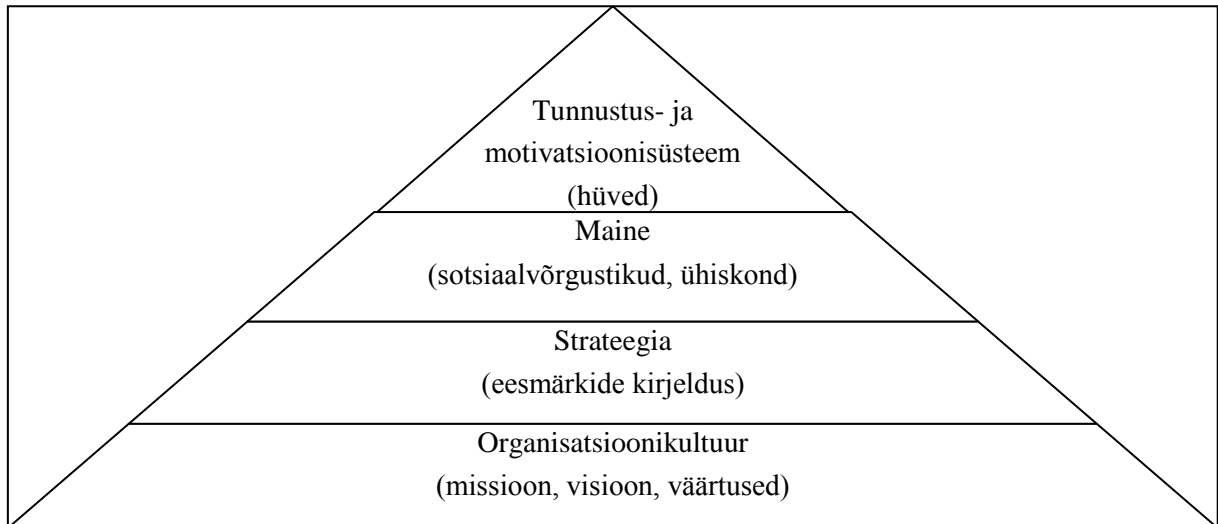 Tunnustus- ja
motivatsioonisüsteem
(hüved)
Maine
(sotsiaalvõrgustikud, ühiskond)
Strateegia
(eesmärkide kirjeldus)
Organisatsioonikultuur
(missioon, visioon, väärtused)